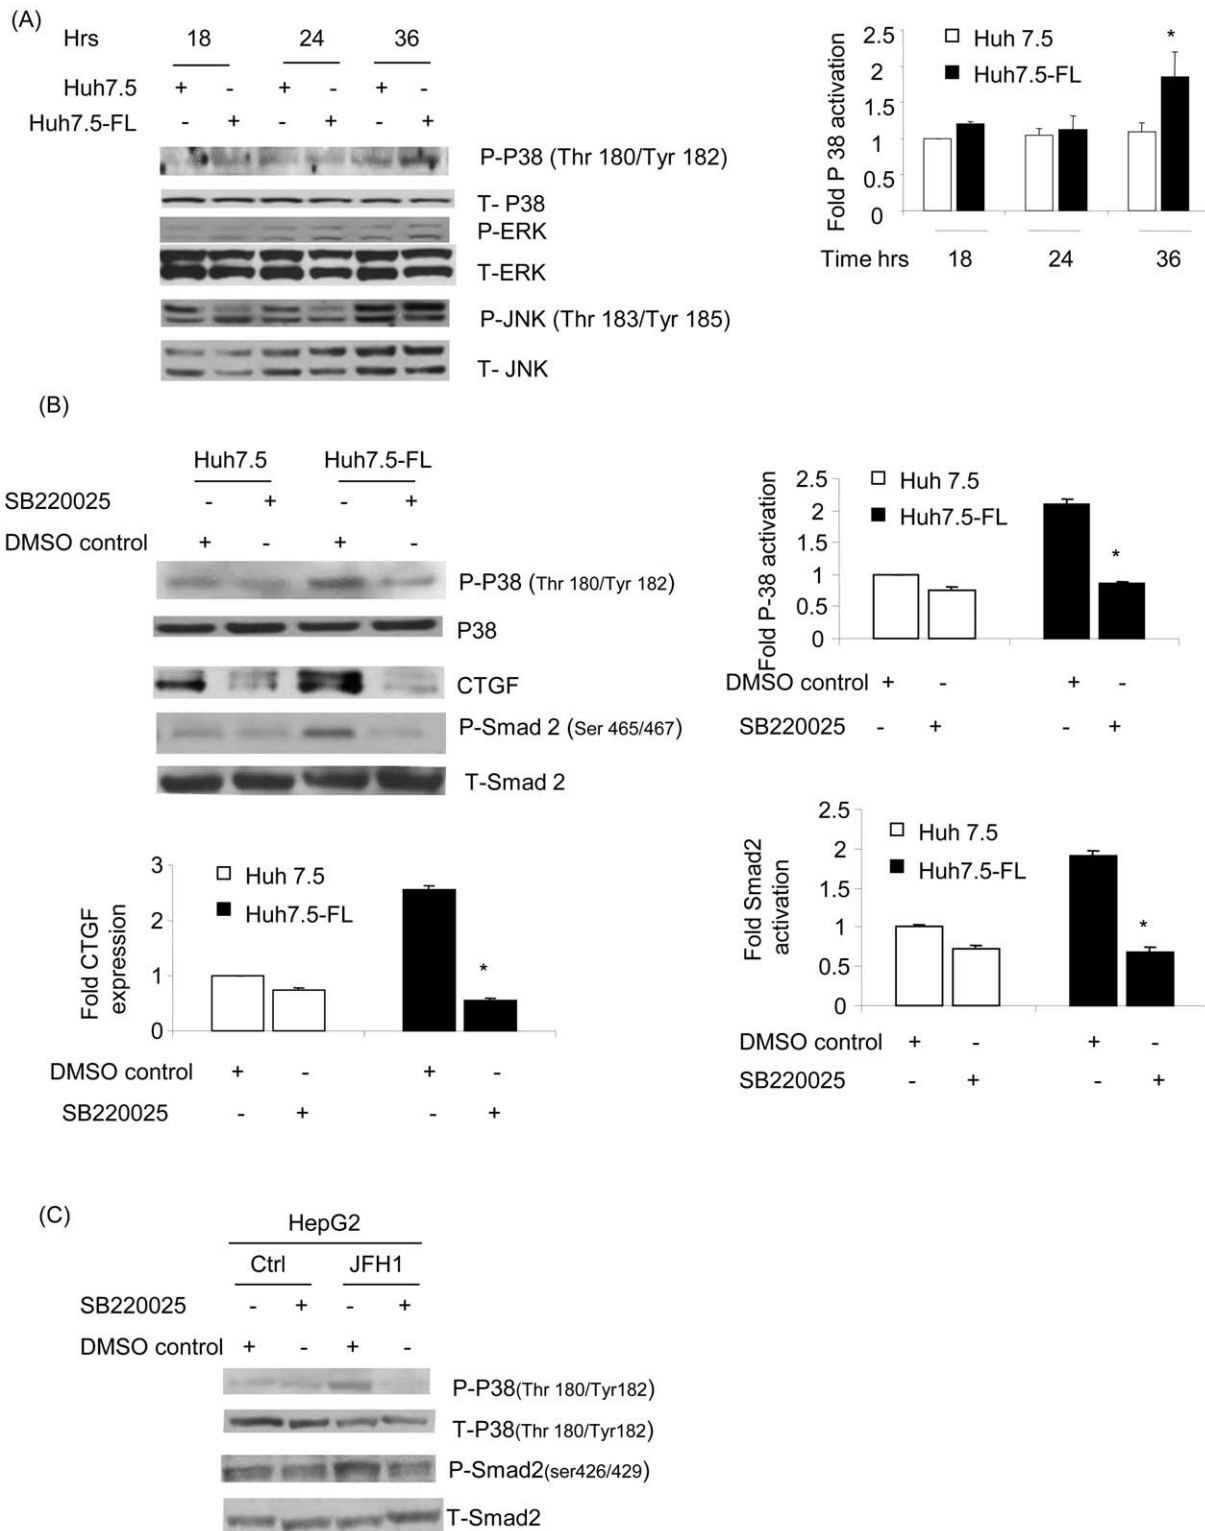 (A)
Hrs 18 24 36
Huh7.5 + - + - + -
Huh7.5-FL - + - + - +
P-P38 (Thr 180/Tyr 182)
T- P38
P-ERK
T-ERK
P-JNK (Thr 183/Tyr 185)
T- JNK
Fold P 38 activation
2.5
2
1.5
1
0.5
0
Huh 7.5
Huh7.5-FL
*
Time hrs 18 24 36
(B)
Huh7.5 Huh7.5-FL
SB220025 - + - +
DMSO control + - + -
P-P38 (Thr 180/Tyr 182)
P38
CTGF
P-Smad 2 (Ser 465/467)
T-Smad 2
Fold P-38 activation
2.5
2
1
0.5
0
Huh 7.5
Huh7.5-FL
*
DMSO control + - + -
SB220025 - + - +
Fold CTGF
expression
3
2
1
0
Huh 7.5
Huh7.5-FL
*
DMSO control + - + -
SB220025 - + - +
Fold Smad2
activation
2.5
2
1.5
1
0.5
0
Huh 7.5
Huh7.5-FL
*
DMSO control + - + -
SB220025 - + - +
(C)
HepG2
Ctrl JFH1
SB220025 - + - +
DMSO control + - + -
P-P38(Thr 180/Tyr182)
T-P38(Thr 180/Tyr182)
P-Smad2(ser426/429)
T-Smad2